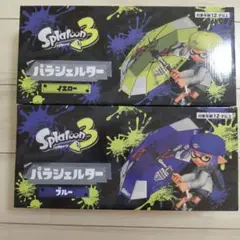 Splatoon 3
対象年齢12才以上
パラシェルター
イエロー
Splatoon 3
対象年齢12才以上
パラシェルター
ブルー